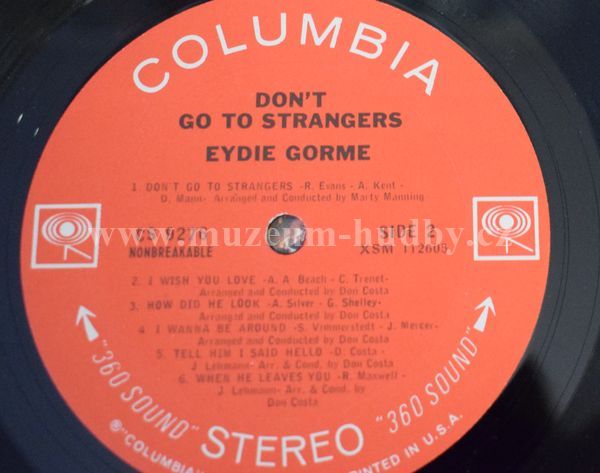 COLUMBIA
DON'T
GO TO STRANGERS
EYDIE GORME
1. DON'T GO TO STRANGERS -R. Evans - A. Kent -
D. Mann- Arranged and Conducted by Marty Manning
CS 9276
SIDE 2
NONBREAKABLE
XSM 112609
www.muzeum-hudby.cz
2. I WISH YOU LOVE -A. A Beach - C. Trenet-
Arranged and Conducted by Don Costa
3. HOW DID HE LOOK -A. Silver - G. Shelley-
Arranged and Conducted by Don Costa
4. I WANNA BE AROUND -S. Vimmerstedt - J. Mercer-
Arranged and Conducted by Don Costa
5. TELL HIM I SAID HELLO -D. Costa -
J. Lehmann- Arr. & Cond. by Don Costa
6. WHEN HE LEAVES YOU -R. Maxwell -
J. Lehmann- Arr. & Cond. by
Don Costa
"360 SOUND" STEREO "360 SOUND"
℗"COLUMBIA
PRINTED IN U.S.A.